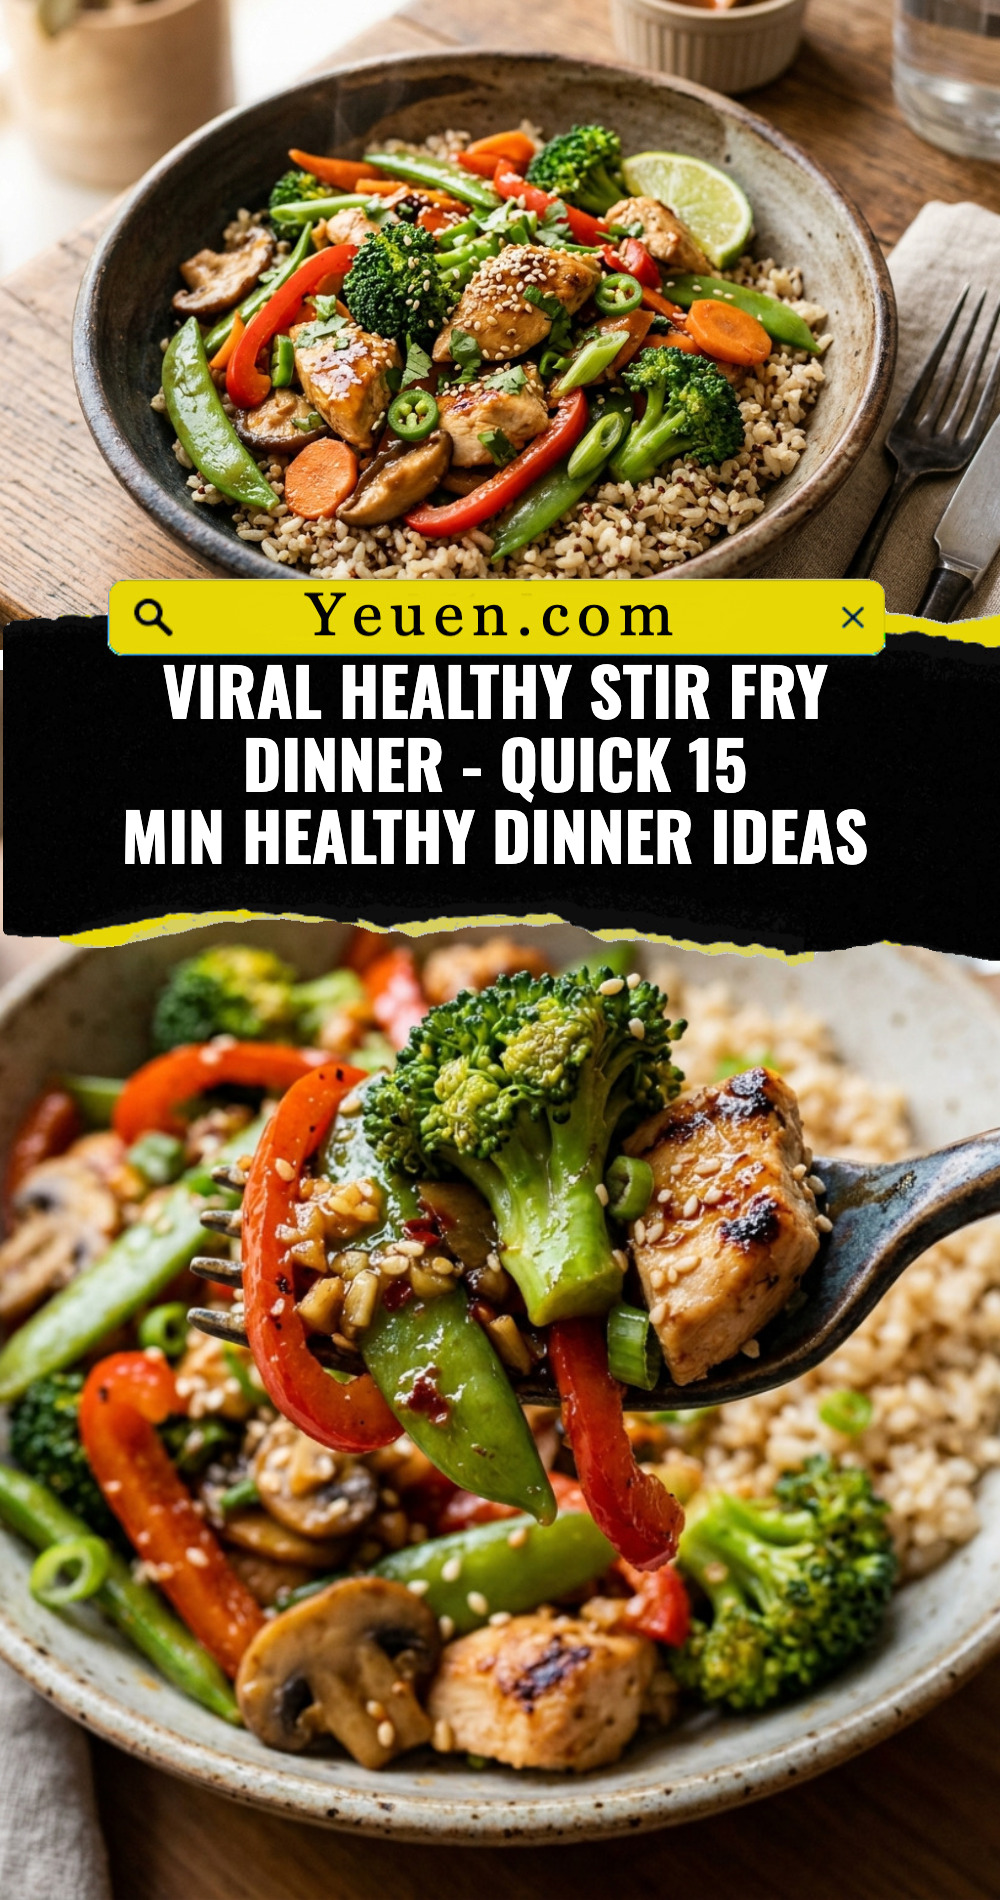 Yeuen.com
VIRAL HEALTHY STIR FRY
DINNER - QUICK 15
MIN HEALTHY DINNER IDEAS